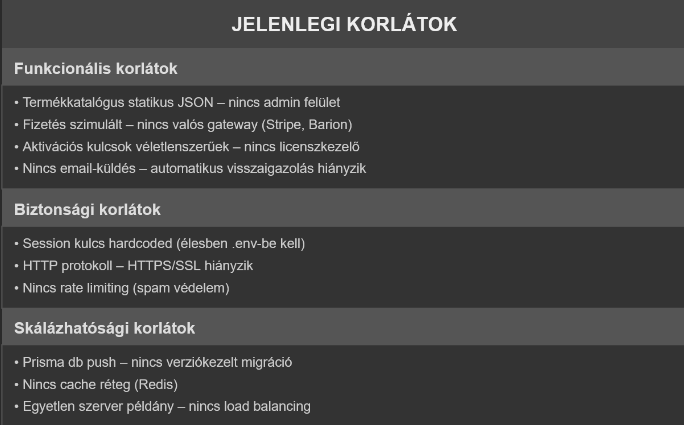 JELENLEGI KORLÁTOK
Funkcionális korlátok
• Termékkatalógus statikus JSON – nincs admin felület
• Fizetés szimulált – nincs valós gateway (Stripe, Barion)
• Aktivációs kulcsok véletlenszerűek – nincs licenszkezelő
• Nincs email-küldés – automatikus visszaigazolás hiányzik
Biztonsági korlátok
• Session kulcs hardcoded (élesben .env-be kell)
• HTTP protokoll – HTTPS/SSL hiányzik
• Nincs rate limiting (spam védelem)
Skálázhatósági korlátok
• Prisma db push – nincs verziókezelt migráció
• Nincs cache réteg (Redis)
• Egyetlen szerver példány – nincs load balancing